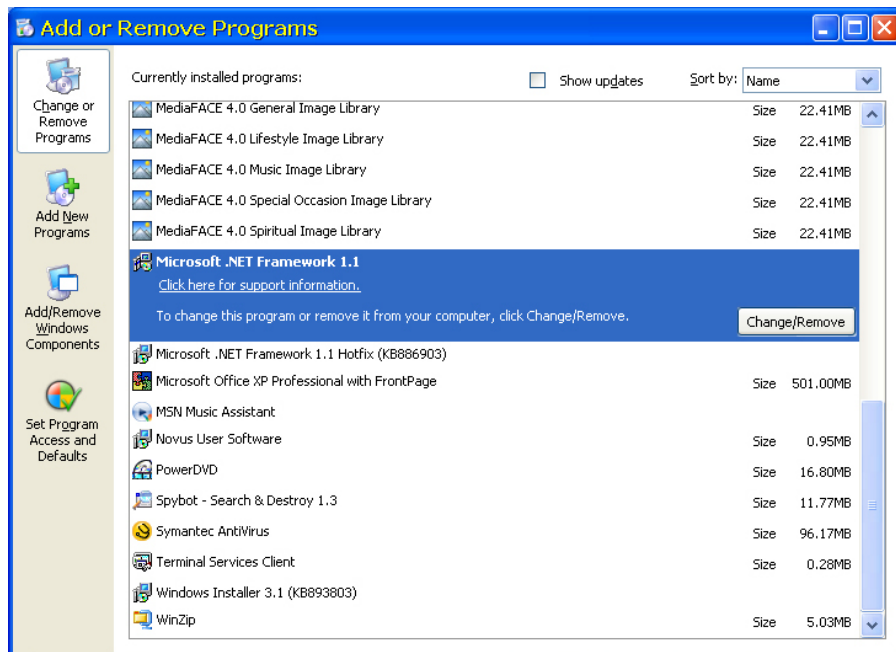 Add or Remove Programs
Change or
Remove
Programs
Add New
Programs
Add/Remove
Windows
Components
Set Program
Access and
Defaults
Currently installed programs:
Show updates
Sort by: Name
MediaFACE 4.0 General Image Library Size 22.41MB
MediaFACE 4.0 Lifestyle Image Library Size 22.41MB
MediaFACE 4.0 Music Image Library Size 22.41MB
MediaFACE 4.0 Special Occasion Image Library Size 22.41MB
MediaFACE 4.0 Spiritual Image Library Size 22.41MB
Microsoft .NET Framework 1.1
Click here for support information.
To change this program or remove it from your computer, click Change/Remove. Change/Remove
Microsoft .NET Framework 1.1 Hotfix (KB886903)
Microsoft Office XP Professional with FrontPage Size 501.00MB
MSN Music Assistant
Novus User Software Size 0.95MB
PowerDVD Size 16.80MB
Spybot - Search & Destroy 1.3 Size 11.77MB
Symantec AntiVirus Size 96.17MB
Terminal Services Client Size 0.28MB
Windows Installer 3.1 (KB893803)
WinZip Size 5.03MB